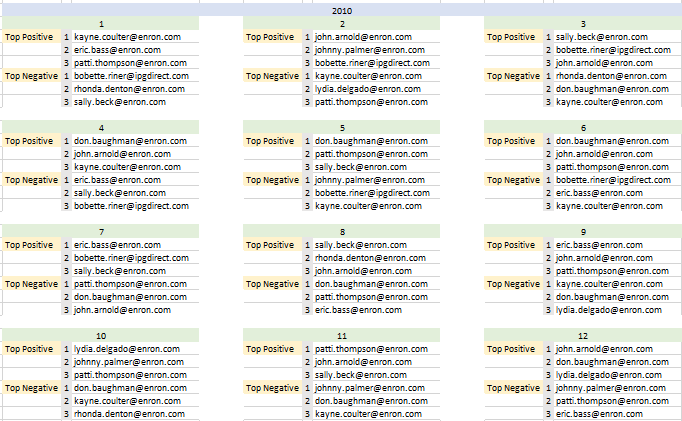 2010
1
Top Positive 1 kayne.coulter@enron.com
2 eric.bass@enron.com
3 patti.thompson@enron.com
Top Negative 1 bobette.riner@ipgdirect.com
2 rhonda.denton@enron.com
3 sally.beck@enron.com
2
Top Positive 1 john.arnold@enron.com
2 johnny.palmer@enron.com
3 bobette.riner@ipgdirect.com
Top Negative 1 kayne.coulter@enron.com
2 lydia.delgado@enron.com
3 patti.thompson@enron.com
3
Top Positive 1 sally.beck@enron.com
2 bobette.riner@ipgdirect.com
3 john.arnold@enron.com
Top Negative 1 rhonda.denton@enron.com
2 don.baughman@enron.com
3 kayne.coulter@enron.com
4
Top Positive 1 don.baughman@enron.com
2 john.arnold@enron.com
3 kayne.coulter@enron.com
Top Negative 1 eric.bass@enron.com
2 sally.beck@enron.com
3 bobette.riner@ipgdirect.com
5
Top Positive 1 don.baughman@enron.com
2 patti.thompson@enron.com
3 sally.beck@enron.com
Top Negative 1 johnny.palmer@enron.com
2 bobette.riner@ipgdirect.com
3 kayne.coulter@enron.com
6
Top Positive 1 don.baughman@enron.com
2 john.arnold@enron.com
3 patti.thompson@enron.com
Top Negative 1 bobette.riner@ipgdirect.com
2 eric.bass@enron.com
3 kayne.coulter@enron.com
7
Top Positive 1 eric.bass@enron.com
2 bobette.riner@ipgdirect.com
3 sally.beck@enron.com
Top Negative 1 patti.thompson@enron.com
2 don.baughman@enron.com
3 john.arnold@enron.com
8
Top Positive 1 sally.beck@enron.com
2 rhonda.denton@enron.com
3 john.arnold@enron.com
Top Negative 1 don.baughman@enron.com
2 patti.thompson@enron.com
3 eric.bass@enron.com
9
Top Positive 1 eric.bass@enron.com
2 john.arnold@enron.com
3 patti.thompson@enron.com
Top Negative 1 kayne.coulter@enron.com
2 don.baughman@enron.com
3 lydia.delgado@enron.com
10
Top Positive 1 lydia.delgado@enron.com
2 johnny.palmer@enron.com
3 patti.thompson@enron.com
Top Negative 1 don.baughman@enron.com
2 kayne.coulter@enron.com
3 rhonda.denton@enron.com
11
Top Positive 1 patti.thompson@enron.com
2 john.arnold@enron.com
3 sally.beck@enron.com
Top Negative 1 johnny.palmer@enron.com
2 don.baughman@enron.com
3 kayne.coulter@enron.com
12
Top Positive 1 john.arnold@enron.com
2 don.baughman@enron.com
3 lydia.delgado@enron.com
Top Negative 1 johnny.palmer@enron.com
2 patti.thompson@enron.com
3 eric.bass@enron.com